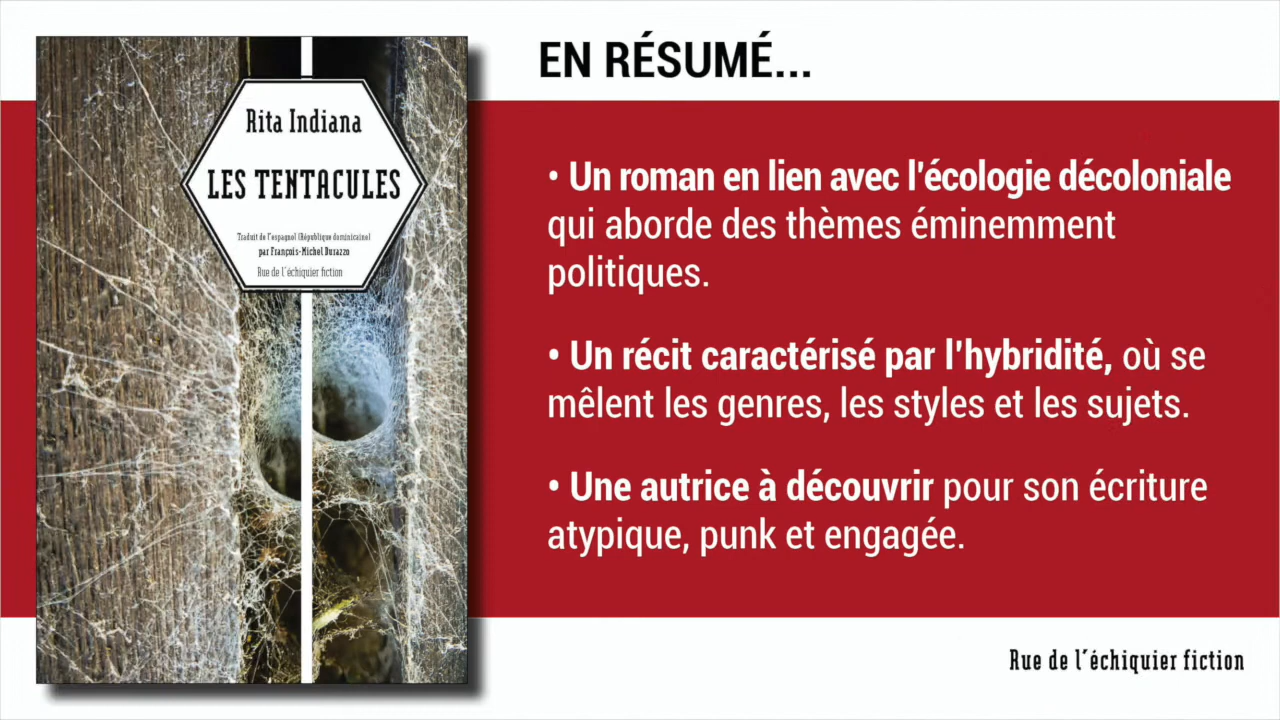 Rita Indiana
LES TENTACULES
Traduit de l'espagnol (République dominicaine)
par François-Michel Durazzo
Rue de l'échiquier fiction
EN RÉSUMÉ...
• Un roman en lien avec l'écologie décoloniale
qui aborde des thèmes éminemment
politiques.
• Un récit caractérisé par l'hybridité, où se
mêlent les genres, les styles et les sujets.
• Une autrice à découvrir pour son écriture
atypique, punk et engagée.
Rue de l'échiquier fiction